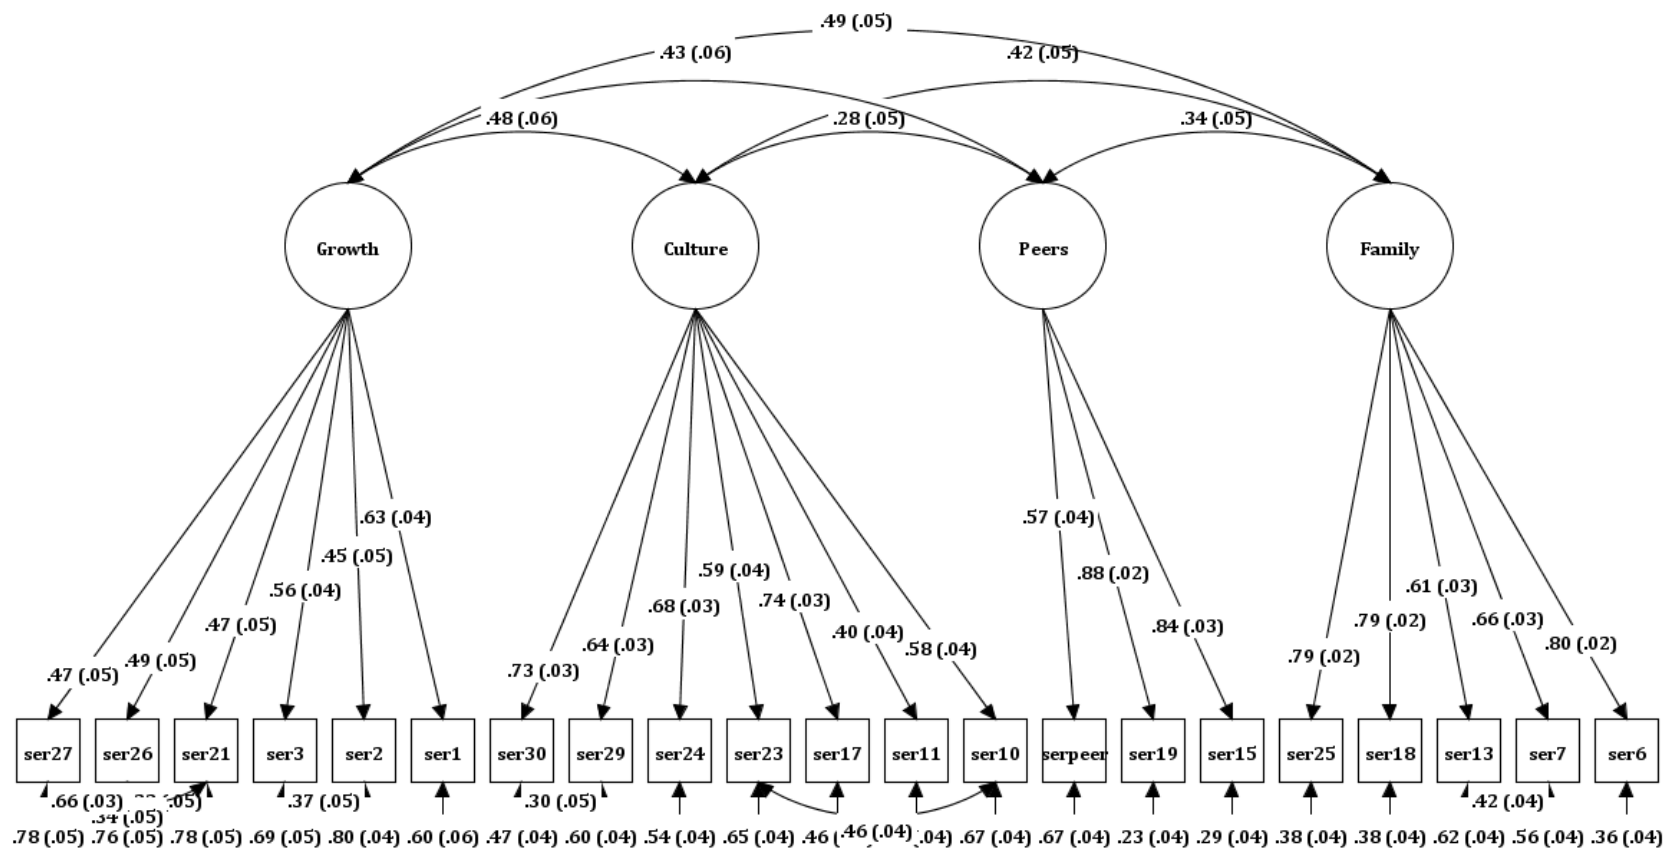 .49 (.05)
.43 (.06) .42 (.05)
.48 (.06) .28 (.05) .34 (.05)
Growth Culture Peers Family
.63 (.04) .57 (.04)
.45 (.05) .59 (.04) .88 (.02)
.56 (.04) .68 (.03) .74 (.03) .61 (.03)
.47 (.05) .40 (.04) .84 (.03) .79 (.02) .66 (.03)
.47 (.05) .49 (.05) .73 (.03) .64 (.03) .58 (.04) .79 (.02) .80 (.02)
ser27 ser26 ser21 ser3 ser2 ser1 ser30 ser29 ser24 ser23 ser17 ser11 ser10 serpeer ser19 ser15 ser25 ser18 ser13 ser7 ser6
.66 (.03) (.05) .37 (.05) .30 (.05) .42 (.04)
.34 (.05)
.78 (.05) .76 (.05) .78 (.05) .69 (.05) .80 (.04) .60 (.06) .47 (.04) .60 (.04) .54 (.04) .65 (.04) .46 .46 (.04) .67 (.04) .67 (.04) .23 (.04) .29 (.04) .38 (.04) .38 (.04) .62 (.04) .56 (.04) .36 (.04)